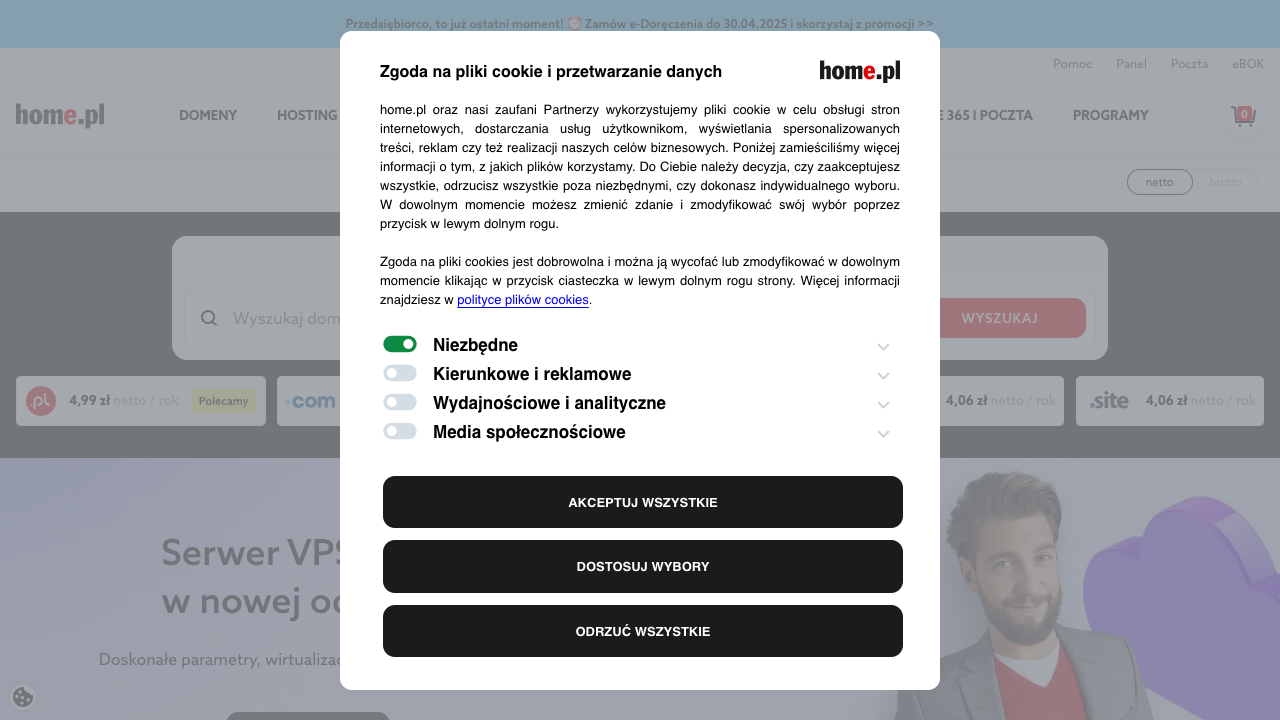 Przedsiębiorco, to już ostatni moment! ⏰ Zamów e-Doręczenia do 30.04.2025 i skorzystaj z promocji >>
Pomoc Panel Poczta eBOK
home.pl DOMENY HOSTING E 365 I POCZTA PROGRAMY 0
netto brutto
Zgoda na pliki cookie i przetwarzanie danych
home.pl
home.pl oraz nasi zaufani Partnerzy wykorzystujemy pliki cookie w celu obsługi stron
internetowych, dostarczania usług użytkownikom, wyświetlania spersonalizowanych
treści, reklam czy też realizacji naszych celów biznesowych. Poniżej zamieściliśmy więcej
informacji o tym, z jakich plików korzystamy. Do Ciebie należy decyzja, czy zaakceptujesz
wszystkie, odrzucisz wszystkie poza niezbędnymi, czy dokonasz indywidualnego wyboru.
W dowolnym momencie możesz zmienić zdanie i zmodyfikować swój wybór poprzez
przycisk w lewym dolnym rogu.
Zgoda na pliki cookies jest dobrowolna i można ją wycofać lub zmodyfikować w dowolnym
momencie klikając w przycisk ciasteczka w lewym dolnym rogu strony. Więcej informacji
znajdziesz w polityce plików cookies.
Niezbędne
Kierunkowe i reklamowe
Wydajnościowe i analityczne
Media społecznościowe
AKCEPTUJ WSZYSTKIE
DOSTOSUJ WYBORY
ODRZUĆ WSZYSTKIE
Wyszukaj dom
WYSZUKAJ
.pl 4,99 zł netto / rok Polecamy
.com
4,06 zł netto / rok
.site 4,06 zł netto / rok
Serwer VPS
w nowej od
Doskonałe parametry, wirtualizac